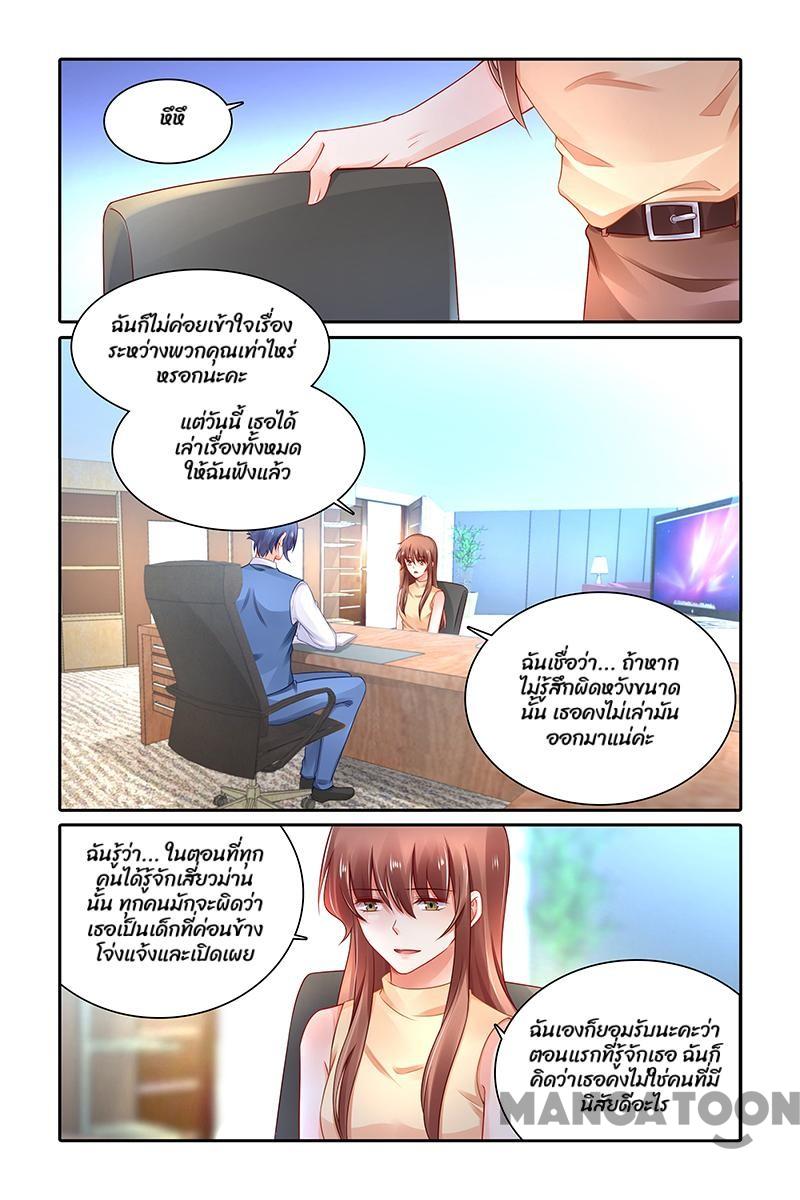 หึหึ
ฉันก็ไม่ค่อยเข้าใจเรื่อง
ระหว่างพวกคุณเท่าไหร่
หรอกนะคะ
แต่วันนี้ เธอได้
เล่าเรื่องทั้งหมด
ให้ฉันฟังแล้ว
ฉันเชื่อว่า... ถ้าหาก
ไม่รู้สึกผิดหวังขนาด
นั้น เธอคงไม่เล่ามัน
ออกมาแน่ค่ะ
ฉันรู้ว่า... ในตอนที่ทุก
คนได้รู้จักเสี่ยวม่าน
นั้น ทุกคนมักจะผิดว่า
เธอเป็นเด็กที่ค่อนข้าง
โจ่งแจ้งและเปิดเผย
ฉันเองก็ยอมรับนะคะว่า
ตอนแรกที่รู้จักเธอ ฉันก็
คิดว่าเธอคงไม่ใช่คนที่มี
นิสัยดีอะไร
MANGATOON